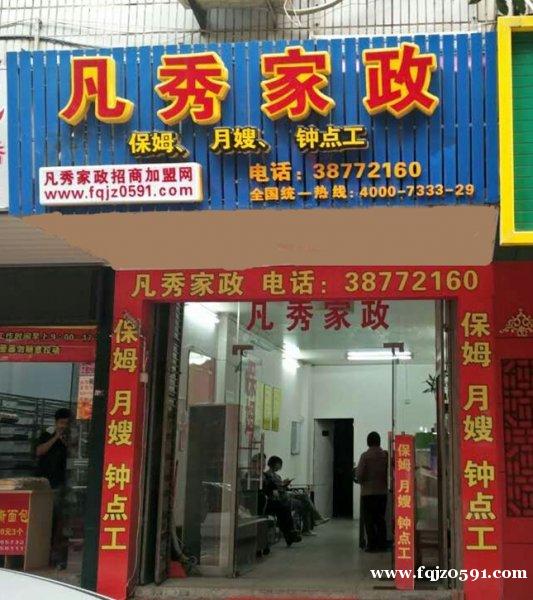 凡秀家政
保姆、月嫂、钟点工
凡秀家政招商加盟网
www.fqjz0591.com
电话：38772160
全国统一热线：4000-7333-29
凡秀家政 电话：38772160
凡秀家政
保姆 月嫂 钟点工
保姆 月嫂 钟点工
保姆 月嫂 钟点工
面包
www.fqjz0591.com